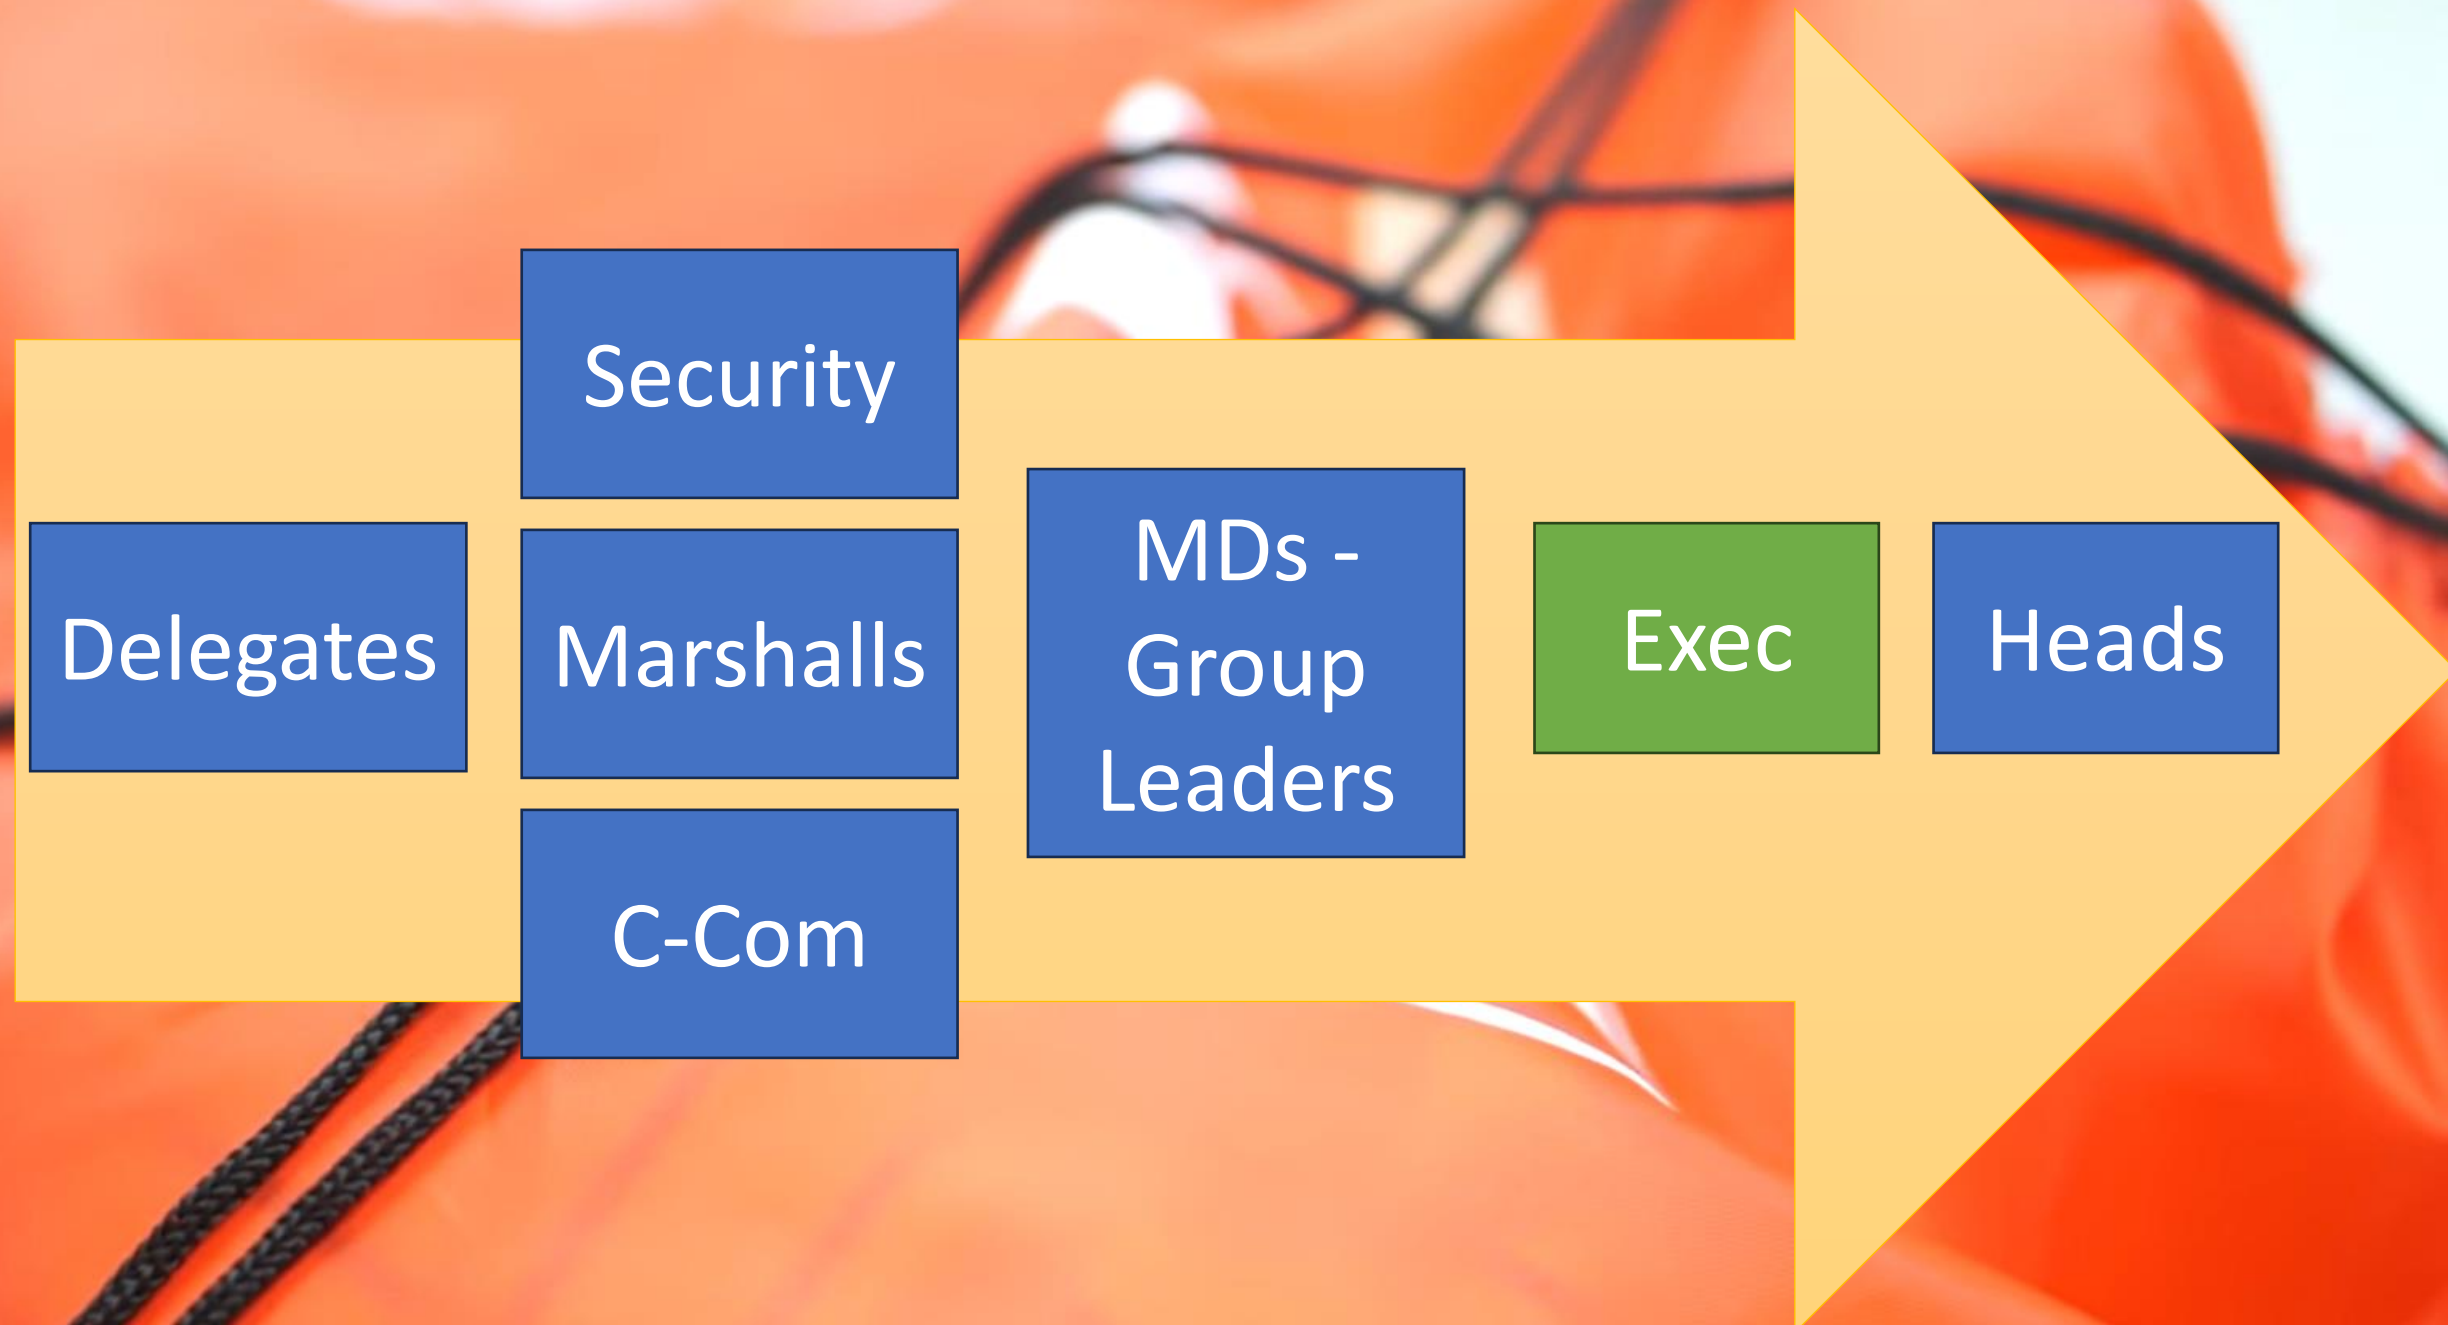 Security
Delegates
Marshalls
C-Com
MDs -
Group
Leaders
Exec
Heads